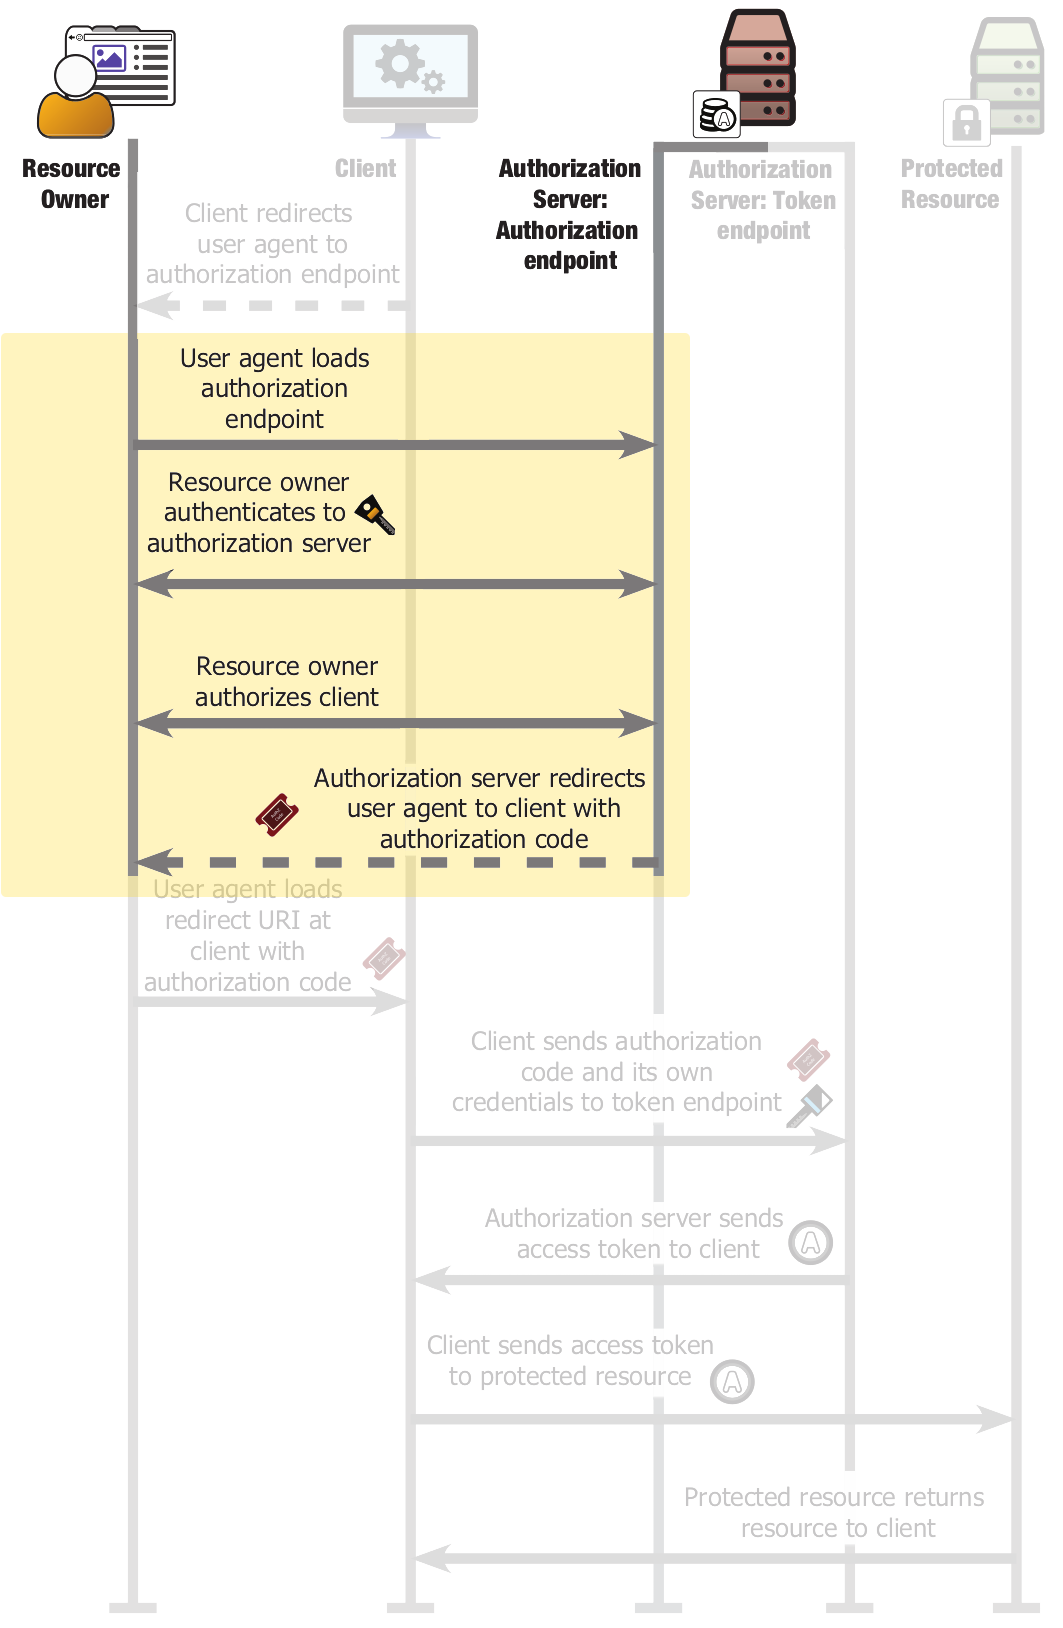 Resource
Owner
Client
Authorization
Server:
Authorization
endpoint
Authorization
Server: Token
endpoint
Protected
Resource
Client redirects
user agent to
authorization endpoint
User agent loads
authorization
endpoint
Resource owner
authenticates to
authorization server
Resource owner
authorizes client
Authorization server redirects
user agent to client with
authorization code
Authz
Code
User agent loads
redirect URI at
client with
authorization code
Client sends authorization
code and its own
credentials to token endpoint
Authorization server sends
access token to client
A
Client sends access token
to protected resource
A
Protected resource returns
resource to client